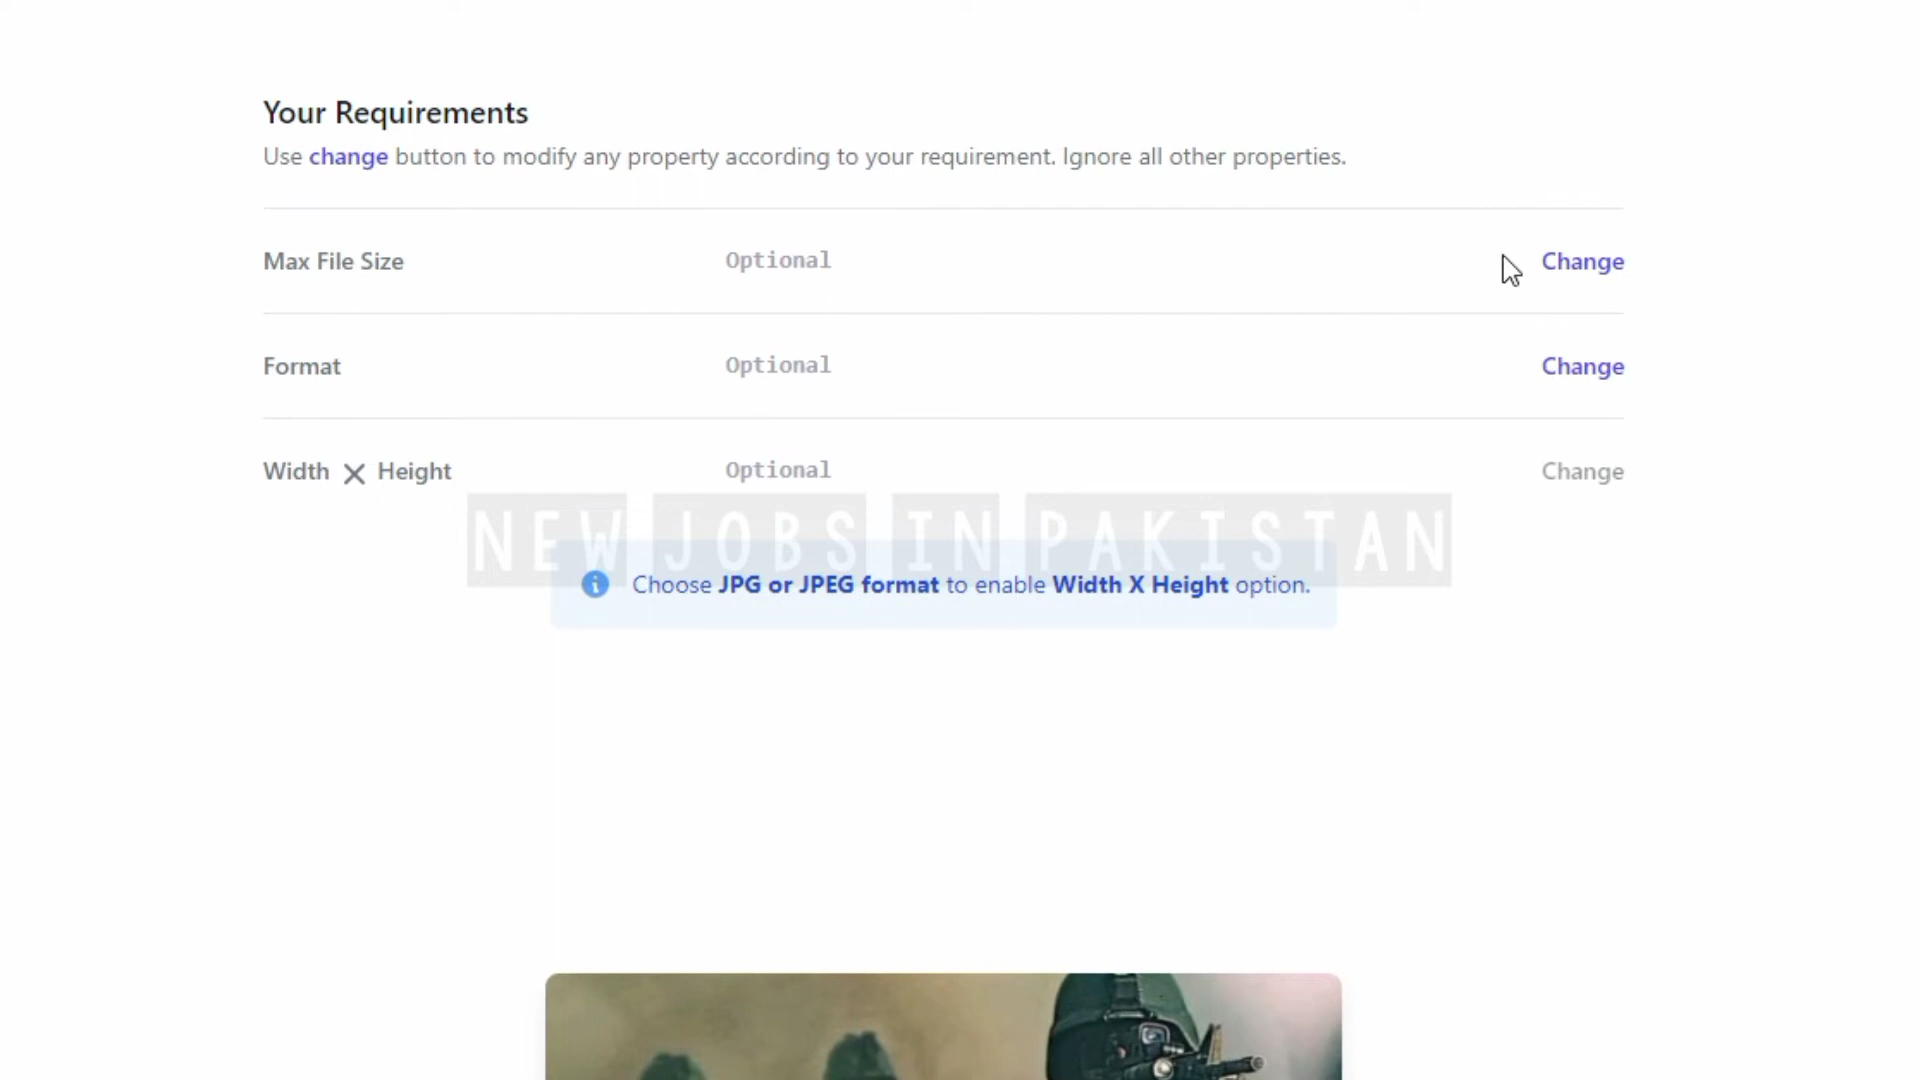 Your Requirements
Use change button to modify any property according to your requirement. Ignore all other properties.
Max File Size Optional Change
Format Optional Change
Width X Height Optional Change
NEW JOBS IN PAKISTAN
Choose JPG or JPEG format to enable Width X Height option.